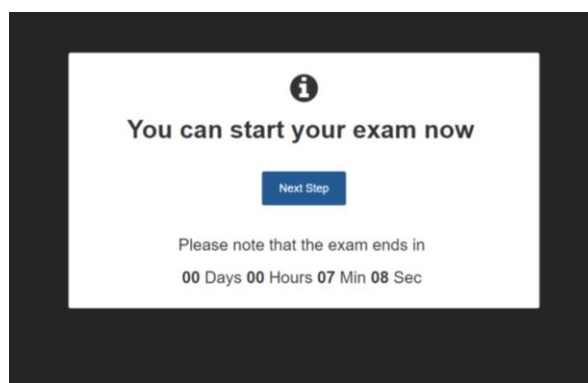 You can start your exam now
Next Step
Please note that the exam ends in
00 Days 00 Hours 07 Min 08 Sec